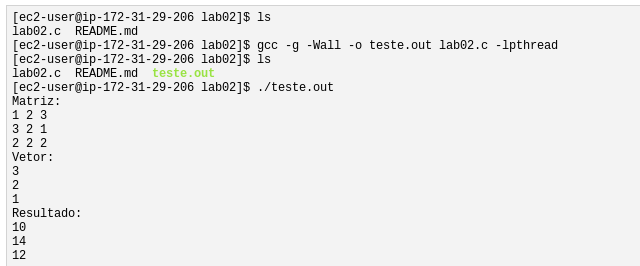 [ec2-user@ip-172-31-29-206 lab02]$ ls
lab02.c  README.md
[ec2-user@ip-172-31-29-206 lab02]$ gcc -g -Wall -o teste.out lab02.c -lpthread
[ec2-user@ip-172-31-29-206 lab02]$ ls
lab02.c  README.md  teste.out
[ec2-user@ip-172-31-29-206 lab02]$ ./teste.out
Matriz:
1 2 3
3 2 1
2 2 2
Vetor:
3
2
1
Resultado:
10
14
12